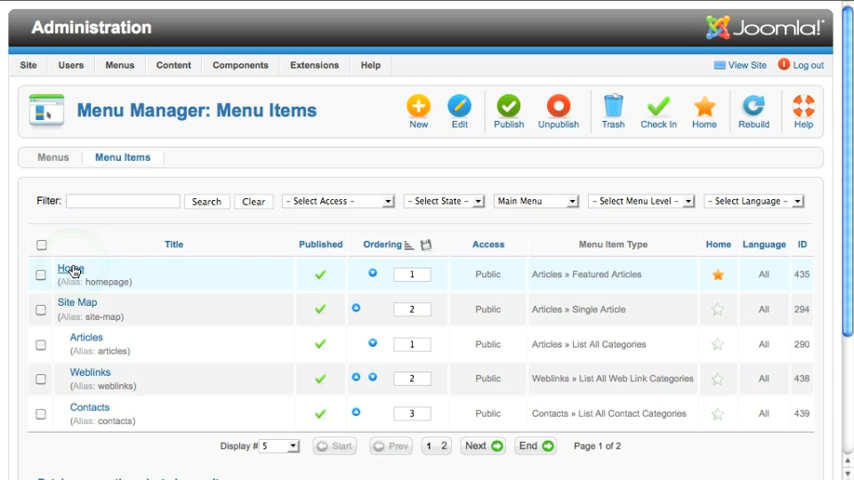 Administration
Joomla!
Site Users Menus Content Components Extensions Help View Site Log out
Menu Manager: Menu Items
New Edit Publish Unpublish Trash Check In Home Rebuild Help
Menus Menu Items
Filter: Search Clear - Select Access - - Select State - Main Menu - Select Menu Level - - Select Language -
Title Published Ordering Access Menu Item Type Home Language ID
Home 1 Public Articles » Featured Articles All 435
(Alias: homepage)
Site Map 2 Public Articles » Single Article All 294
(Alias: site-map)
Articles 1 Public Articles » List All Categories All 290
(Alias: articles)
Weblinks 2 Public Weblinks » List All Web Link Categories All 438
(Alias: weblinks)
Contacts 3 Public Contacts » List All Contact Categories All 439
(Alias: contacts)
Display # 5 Start Prev 1 2 Next End Page 1 of 2